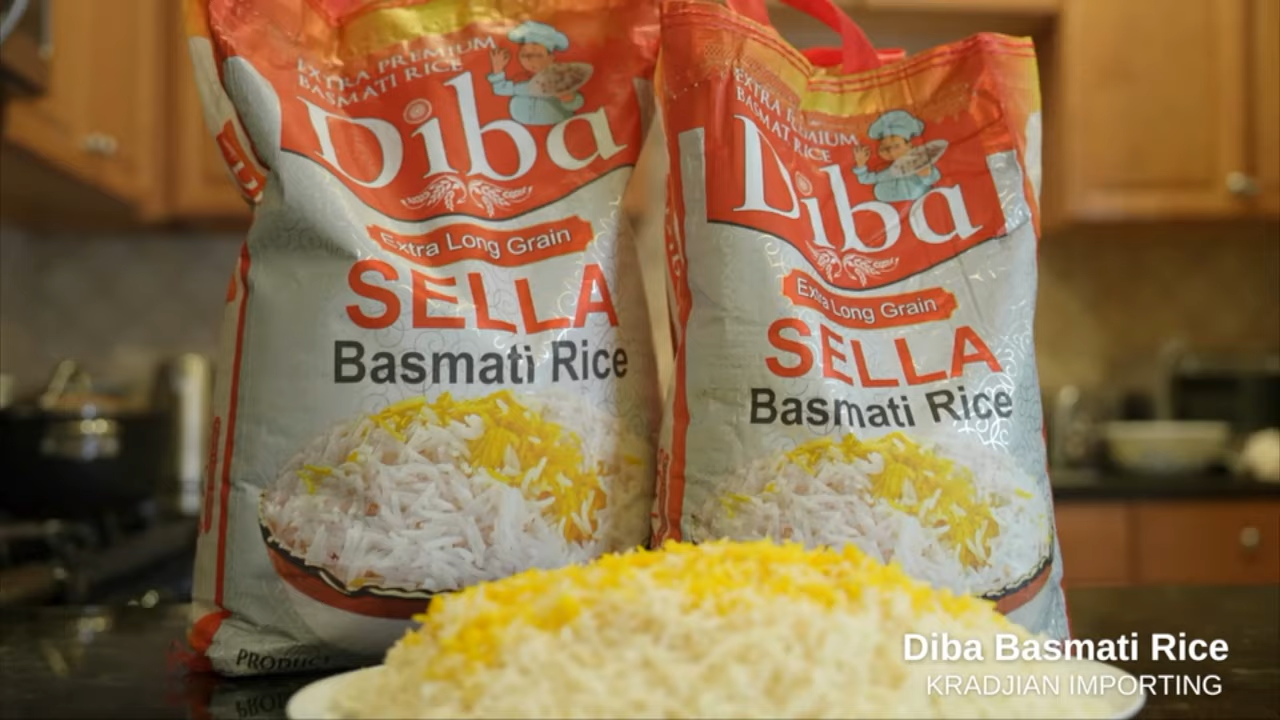 EXTRA PREMIUM
BASMATI RICE
Diba
Extra Long Grain
SELLA
Basmati Rice
PRODUCT
EXTRA PREMIUM
BASMATI RICE
Diba
Extra Long Grain
SELLA
Basmati Rice
Diba Basmati Rice
KRADJIAN IMPORTING